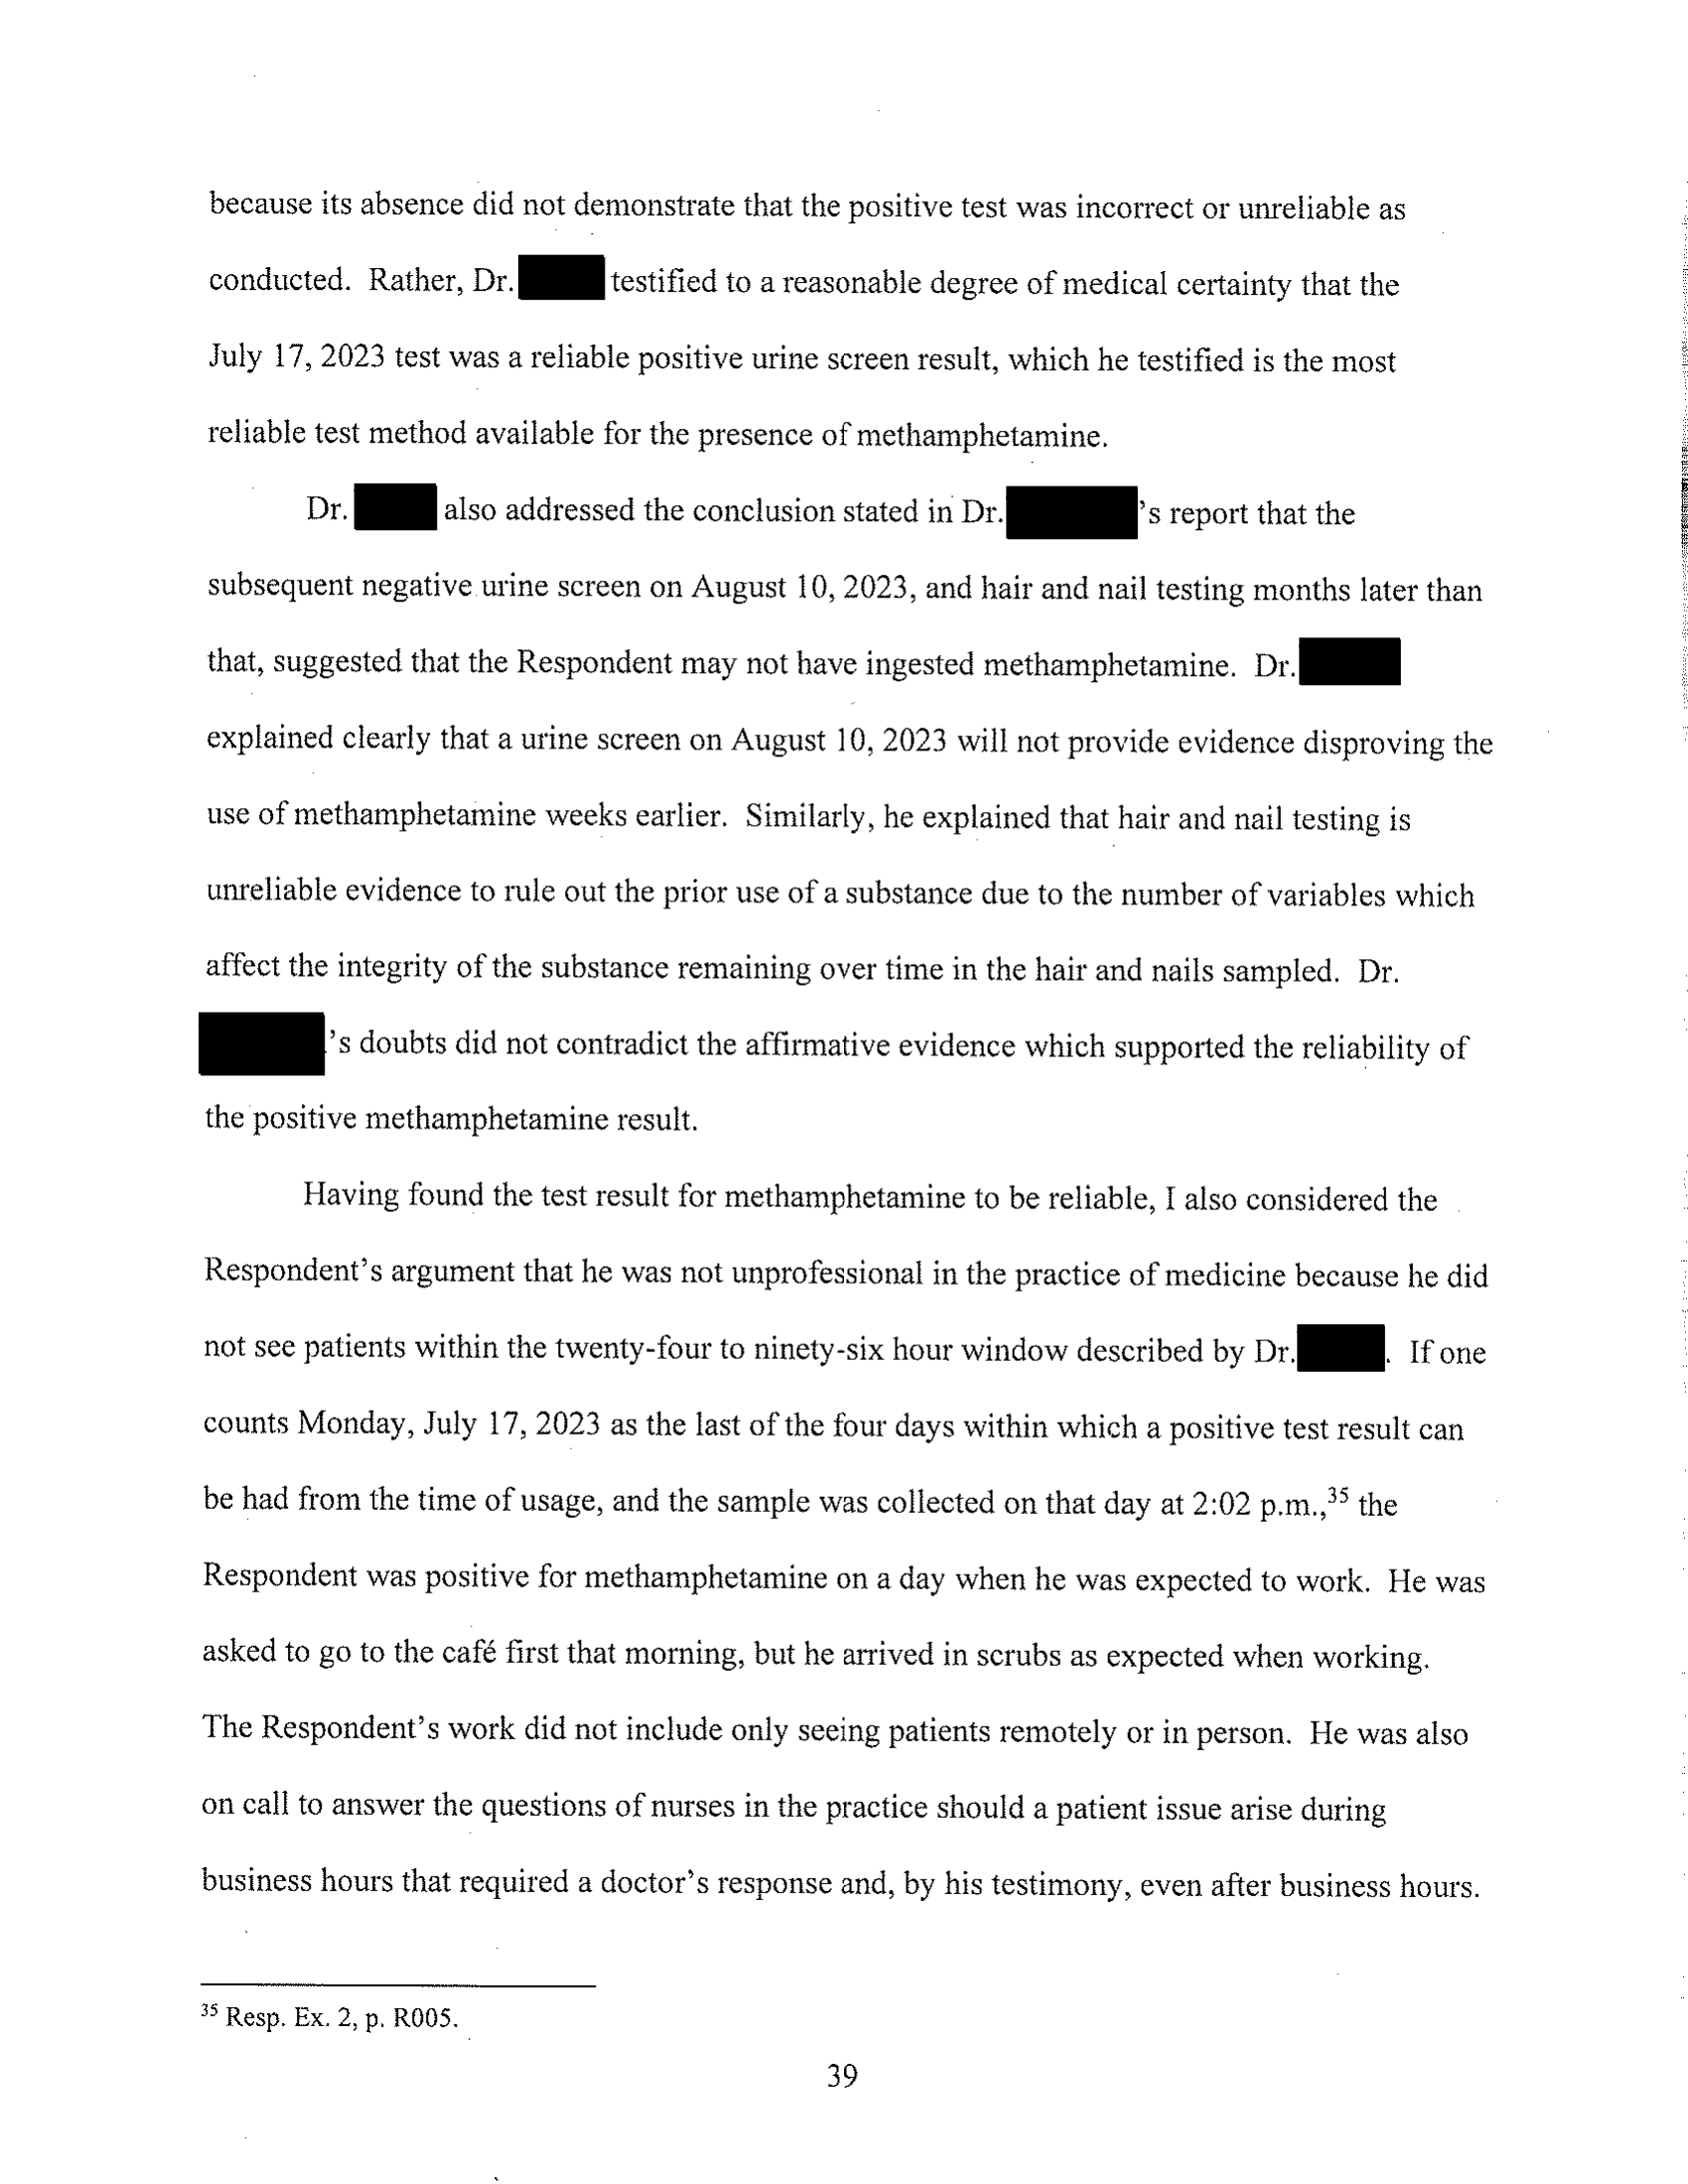 because its absence did not demonstrate that the positive test was incorrect or unreliable as
conducted. Rather, Dr. testified to a reasonable degree of medical certainty that the
July 17, 2023 test was a reliable positive urine screen result, which he testified is the most
reliable test method available for the presence of methamphetamine.
Dr. also addressed the conclusion stated in Dr. 's report that the
subsequent negative urine screen on August 10, 2023, and hair and nail testing months later than
that, suggested that the Respondent may not have ingested methamphetamine. Dr.
explained clearly that a urine screen on August 10, 2023 will not provide evidence disproving the
use of methamphetamine weeks earlier. Similarly, he explained that hair and nail testing is
unreliable evidence to rule out the prior use of a substance due to the number of variables which
affect the integrity of the substance remaining over time in the hair and nails sampled. Dr.
's doubts did not contradict the affirmative evidence which supported the reliability of
the positive methamphetamine result.
Having found the test result for methamphetamine to be reliable, I also considered the
Respondent's argument that he was not unprofessional in the practice of medicine because he did
not see patients within the twenty-four to ninety-six hour window described by Dr. . If one
counts Monday, July 17, 2023 as the last of the four days within which a positive test result can
be had from the time of usage, and the sample was collected on that day at 2:02 p.m.,35 the
Respondent was positive for methamphetamine on a day when he was expected to work. He was
asked to go to the café first that morning, but he arrived in scrubs as expected when working.
The Respondent's work did not include only seeing patients remotely or in person. He was also
on call to answer the questions of nurses in the practice should a patient issue arise during
business hours that required a doctor's response and, by his testimony, even after business hours.
35 Resp. Ex. 2, p. R005.
39